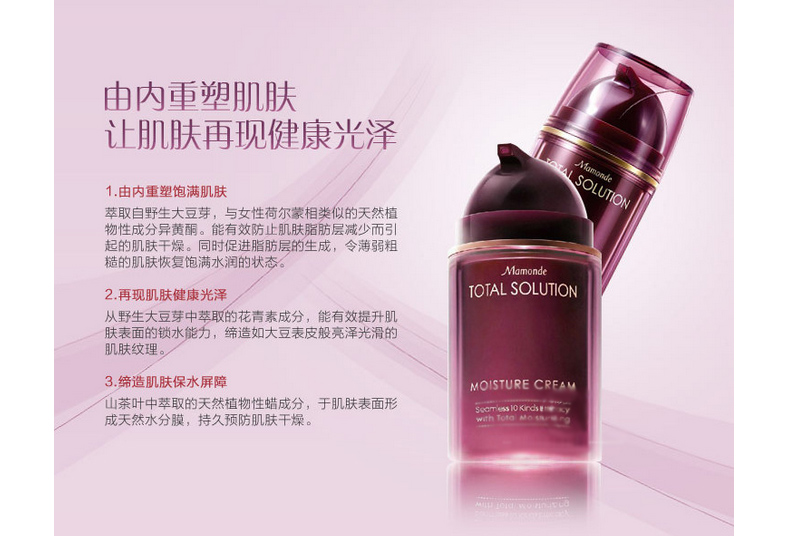 由内重塑肌肤
让肌肤再现健康光泽
1.由内重塑饱满肌肤
萃取自野生大豆芽，与女性荷尔蒙相类似的天然植
物性成分异黄酮。能有效防止肌肤脂肪层减少而引
起的肌肤干燥。同时促进脂肪层的生成，令薄弱粗
糙的肌肤恢复饱满水润的状态。
2.再现肌肤健康光泽
从野生大豆芽中萃取的花青素成分，能有效提升肌
肤表面的锁水能力，缔造如大豆表皮般亮泽光滑的
肌肤纹理。
3.缔造肌肤保水屏障
山茶叶中萃取的天然植物性蜡成分，于肌肤表面形
成天然水分膜，持久预防肌肤干燥。
Mamonde
TOTAL SOLUTION
Mamonde
TOTAL SOLUTION
MOISTURE CREAM
Seamless 10 Kinds
with Total